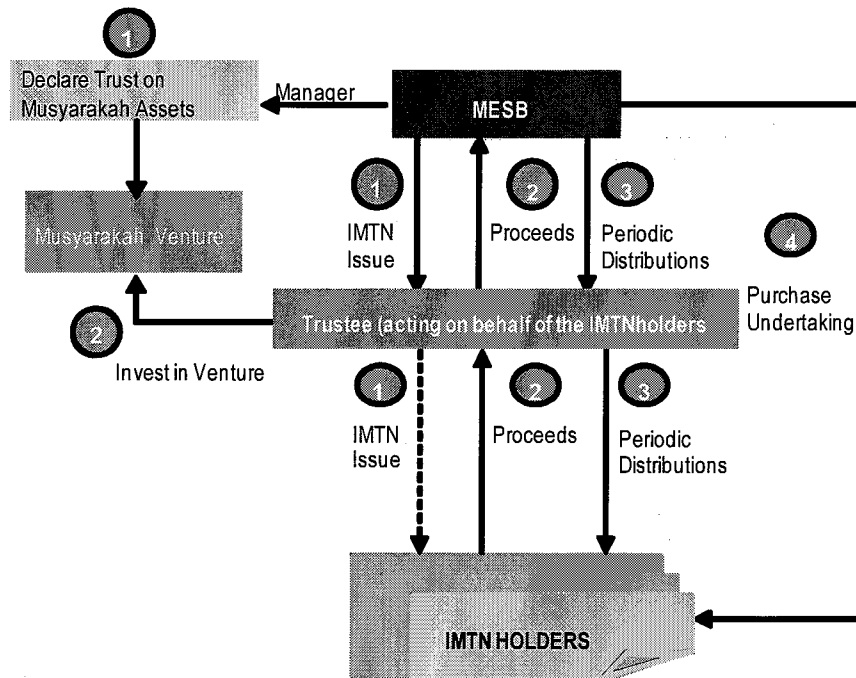 1
Declare Trust on
Musyarakah Assets
Manager
MESB
1
2
3
IMTN
Issue
Proceeds
Periodic
Distributions
4
Musyarakah Venture
Purchase
Undertaking
Trustee (acting on behalf of the IMTNholders
2
Invest in Venture
1
2
3
IMTN
Issue
Proceeds
Periodic
Distributions
IMTN HOLDERS